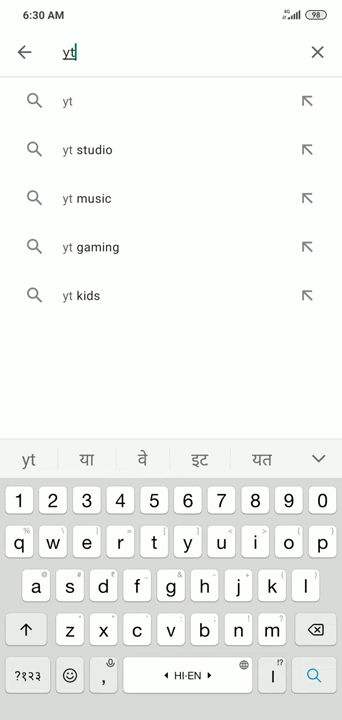 6:30 AM 4G 98
yt
yt
yt studio
yt music
yt gaming
yt kids
yt या वे इट यत
1 2 3 4 5 6 7 8 9 0
q w e r t y u i o p
a s d f g h j k l
z x c v b n m
?१२३ , HI·EN !? |